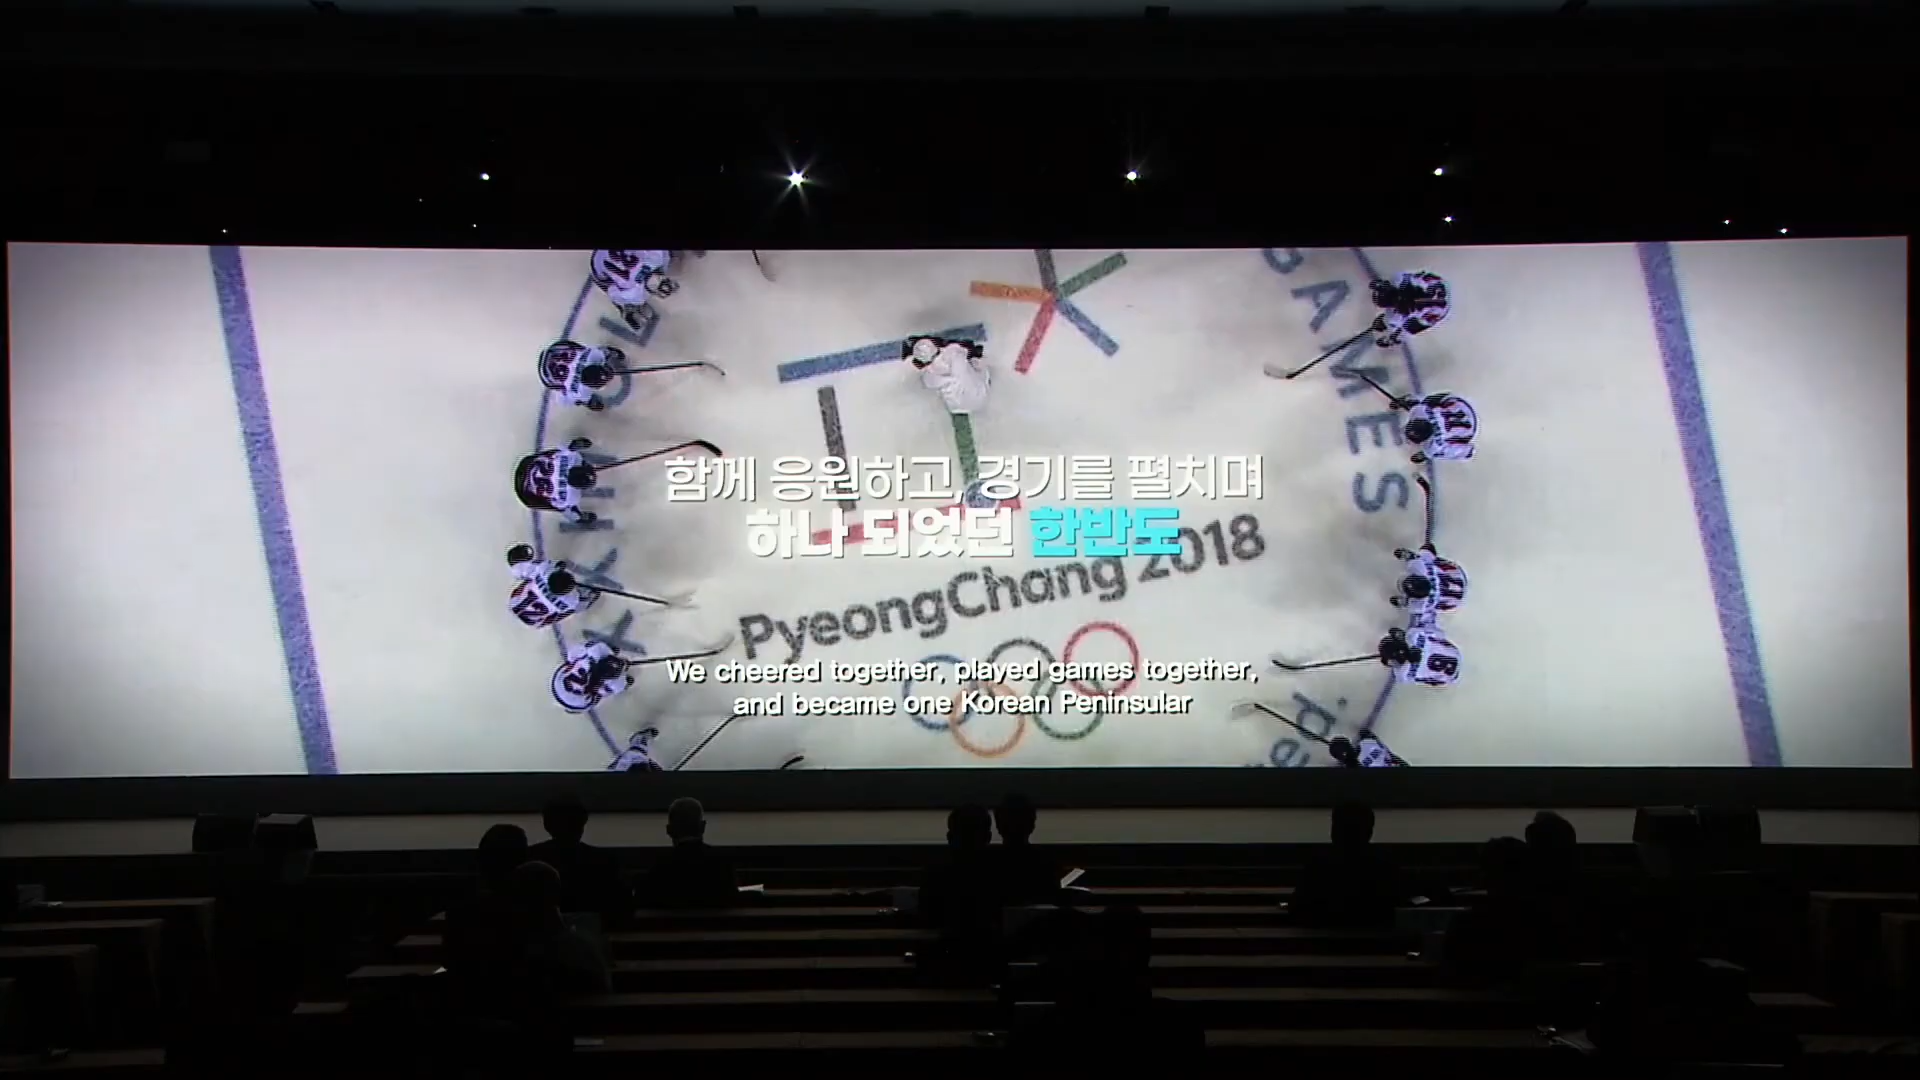 함께 응원하고, 경기를 펼치며
하나 되었던 한반도
PyeongChang 2018
We cheered together, played games together,
and became one Korean Peninsular
GAMES